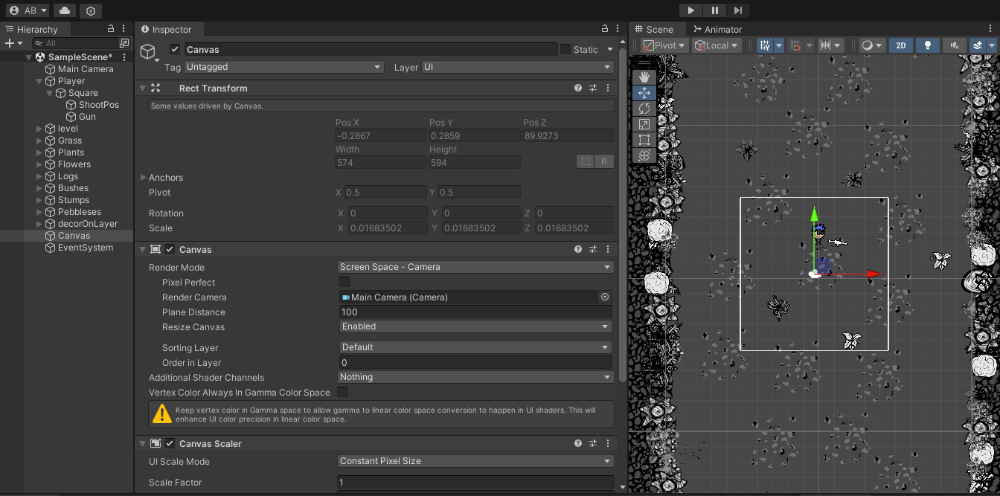 AB
Hierarchy
All
SampleScene*
Main Camera
Player
Square
ShootPos
Gun
level
Grass
Plants
Flowers
Logs
Bushes
Stumps
Pebbleses
decorOnLayer
Canvas
EventSystem
Inspector
Canvas
Static
Tag Untagged Layer UI
Rect Transform
Some values driven by Canvas.
Pos X Pos Y Pos Z
-0.2867 0.2859 89.9273
Width Height
574 594 R
Anchors
Pivot X 0.5 Y 0.5
Rotation X 0 Y 0 Z 0
Scale X 0.01683502 Y 0.01683502 Z 0.01683502
Canvas
Render Mode Screen Space - Camera
Pixel Perfect
Render Camera Main Camera (Camera)
Plane Distance 100
Resize Canvas Enabled
Sorting Layer Default
Order in Layer 0
Additional Shader Channels Nothing
Vertex Color Always In Gamma Color Space
Keep vertex color in Gamma space to allow gamma to linear color space conversion to happen in UI shaders. This will
enhance UI color precision in linear color space.
Canvas Scaler
UI Scale Mode Constant Pixel Size
Scale Factor 1
Scene Animator
Pivot Local 2D